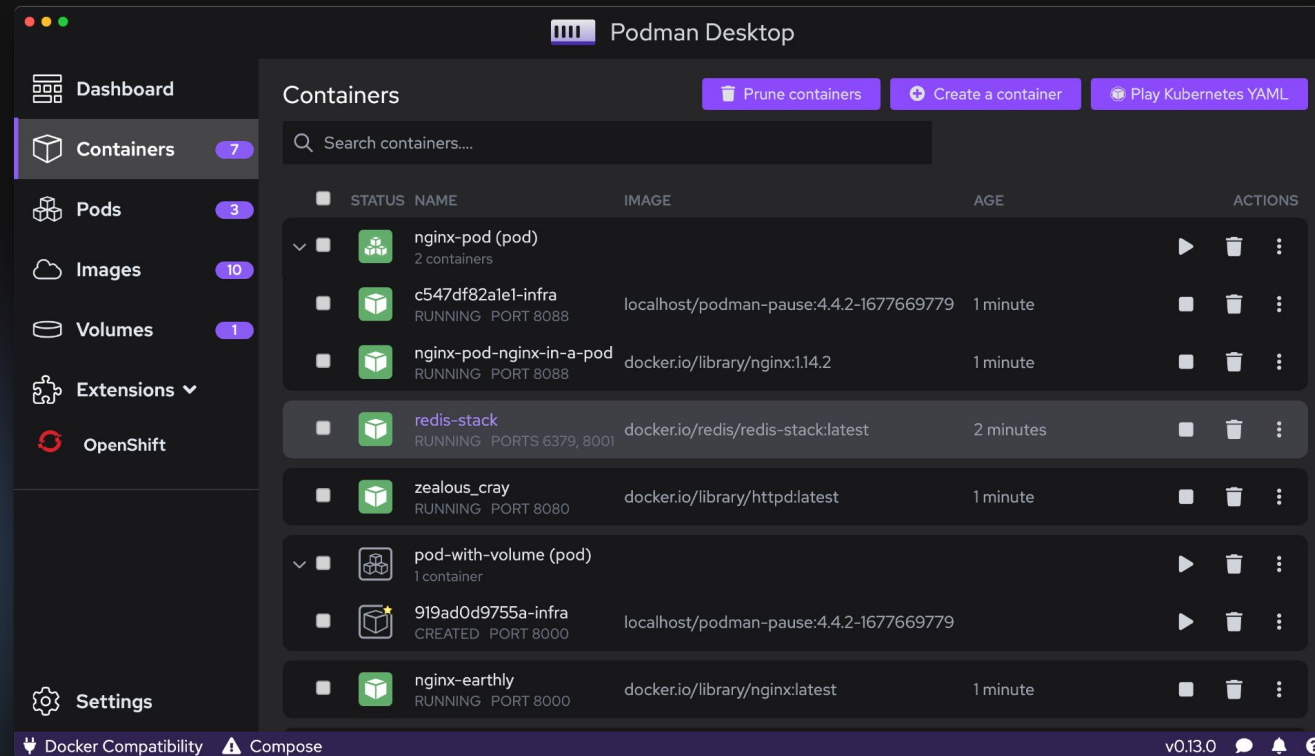 Podman Desktop
Dashboard
Containers 7
Pods 3
Images 10
Volumes 1
Extensions
OpenShift
Settings
Containers
Prune containers
Create a container
Play Kubernetes YAML
Search containers....
STATUS NAME IMAGE AGE ACTIONS
nginx-pod (pod)
2 containers
c547df82a1e1-infra
RUNNING PORT 8088
localhost/podman-pause:4.4.2-1677669779 1 minute
nginx-pod-nginx-in-a-pod
RUNNING PORT 8088
docker.io/library/nginx:1.14.2 1 minute
redis-stack
RUNNING PORTS 6379, 8001
docker.io/redis/redis-stack:latest 2 minutes
zealous_cray
RUNNING PORT 8080
docker.io/library/httpd:latest 1 minute
pod-with-volume (pod)
1 container
919ad0d9755a-infra
CREATED PORT 8000
localhost/podman-pause:4.4.2-1677669779
nginx-earthly
RUNNING PORT 8000
docker.io/library/nginx:latest 1 minute
Docker Compatibility Compose v0.13.0